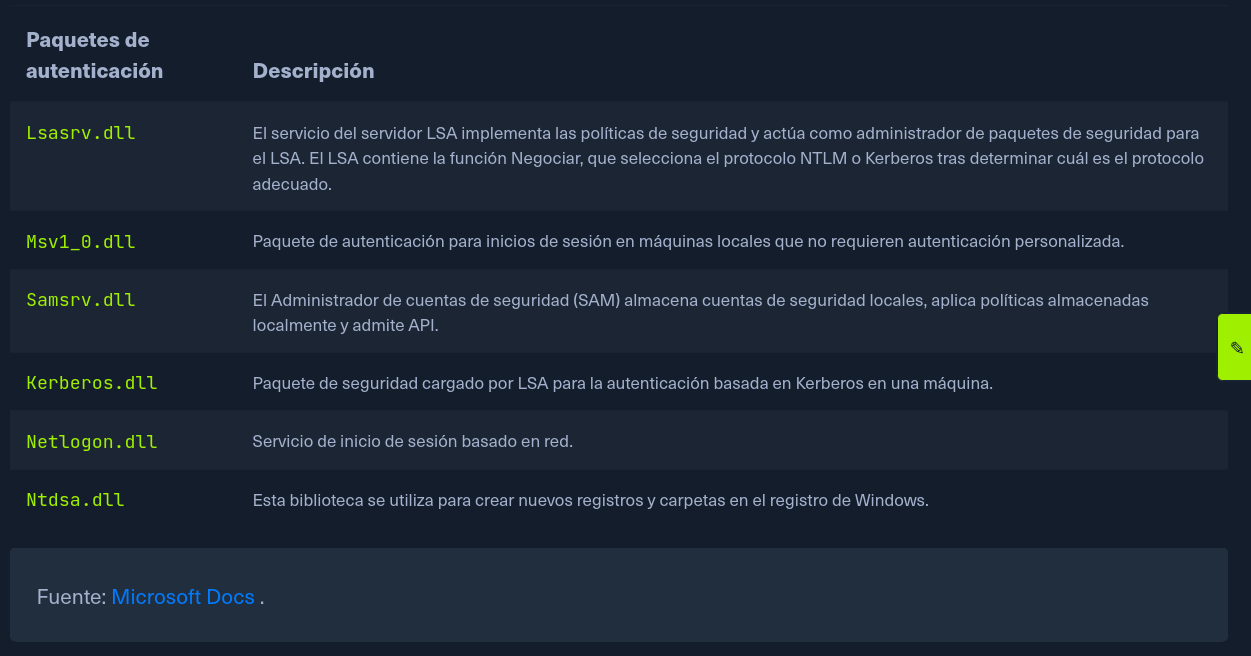 Paquetes de
autenticación
Descripción
Lsasrv.dll
El servicio del servidor LSA implementa las políticas de seguridad y actúa como administrador de paquetes de seguridad para
el LSA. El LSA contiene la función Negociar, que selecciona el protocolo NTLM o Kerberos tras determinar cuál es el protocolo
adecuado.
Msv1_0.dll
Paquete de autenticación para inicios de sesión en máquinas locales que no requieren autenticación personalizada.
Samsrv.dll
El Administrador de cuentas de seguridad (SAM) almacena cuentas de seguridad locales, aplica políticas almacenadas
localmente y admite API.
Kerberos.dll
Paquete de seguridad cargado por LSA para la autenticación basada en Kerberos en una máquina.
Netlogon.dll
Servicio de inicio de sesión basado en red.
Ntdsa.dll
Esta biblioteca se utiliza para crear nuevos registros y carpetas en el registro de Windows.
Fuente: Microsoft Docs .